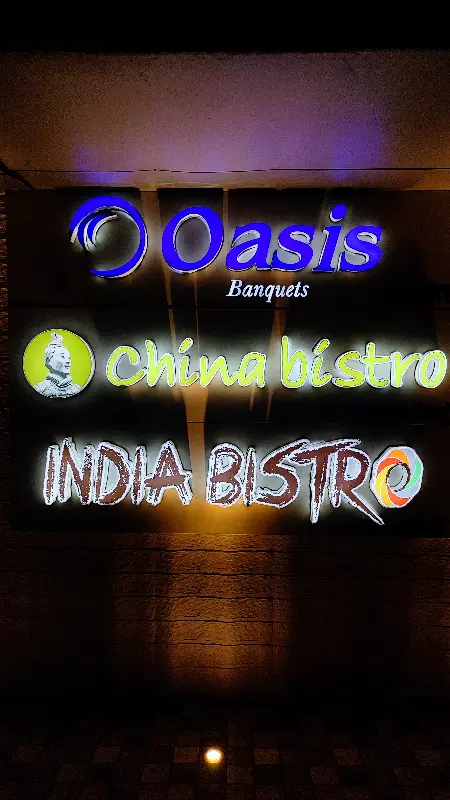 Oasis
Banquets
China bistro
INDIA BISTRO